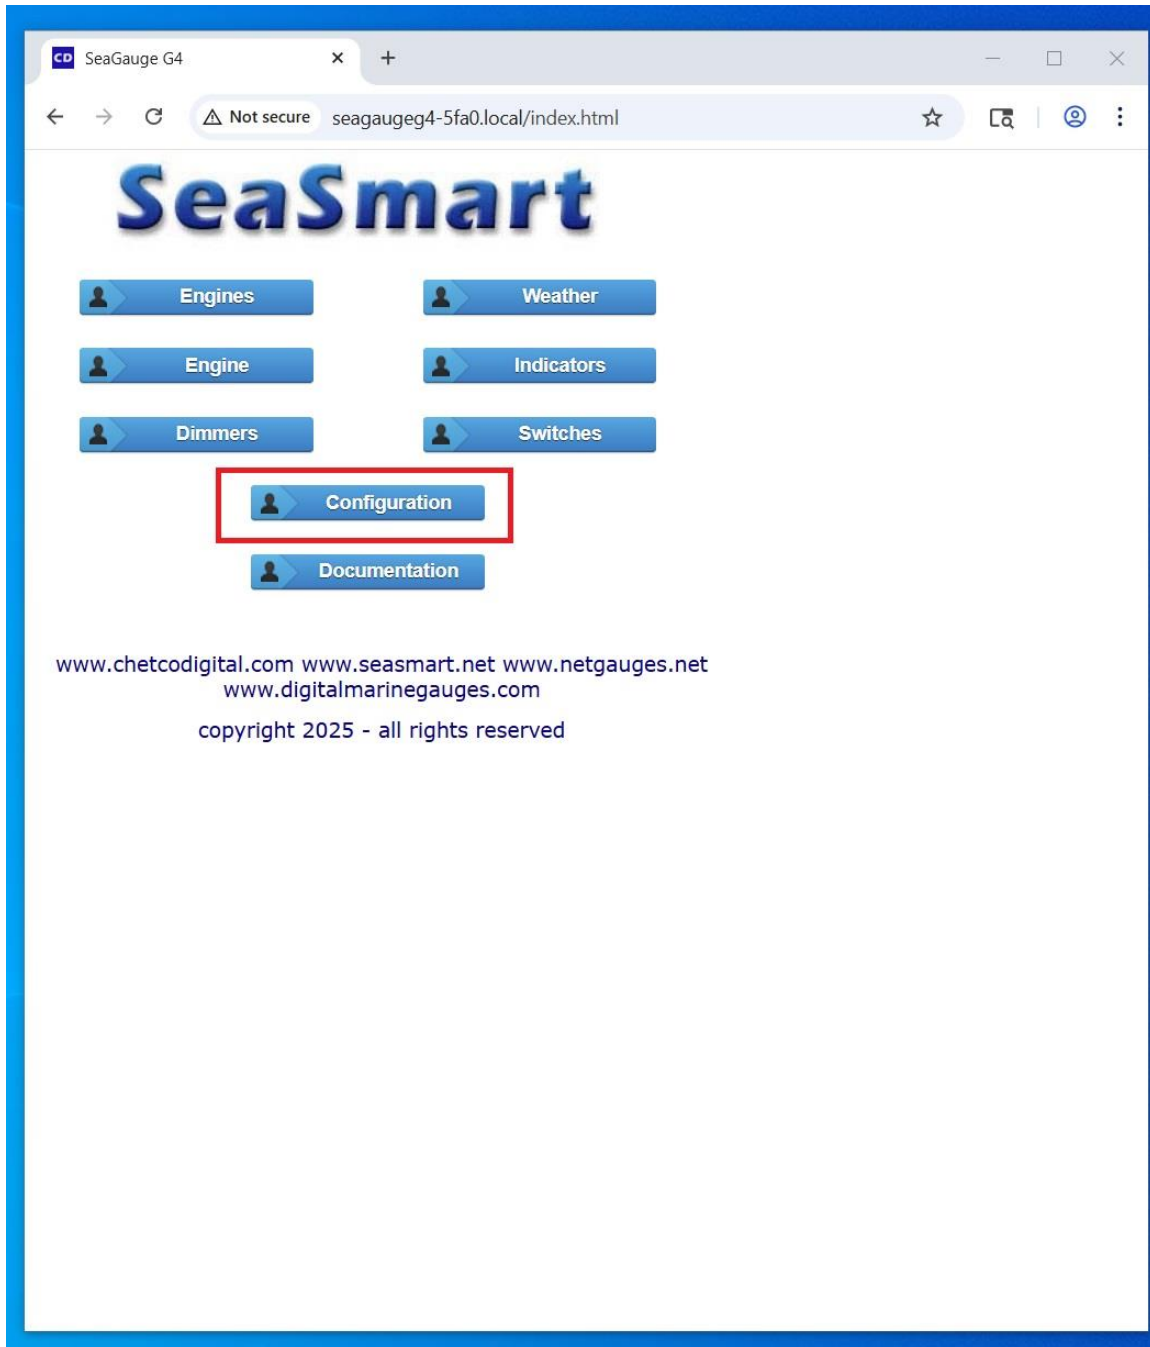 CD SeaGauge G4
Not secure seagaugeg4-5fa0.local/index.html
SeaSmart
Engines Weather
Engine Indicators
Dimmers Switches
Configuration
Documentation
www.chetcodigital.com www.seasmart.net www.netgauges.net
www.digitalmarinegauges.com
copyright 2025 - all rights reserved